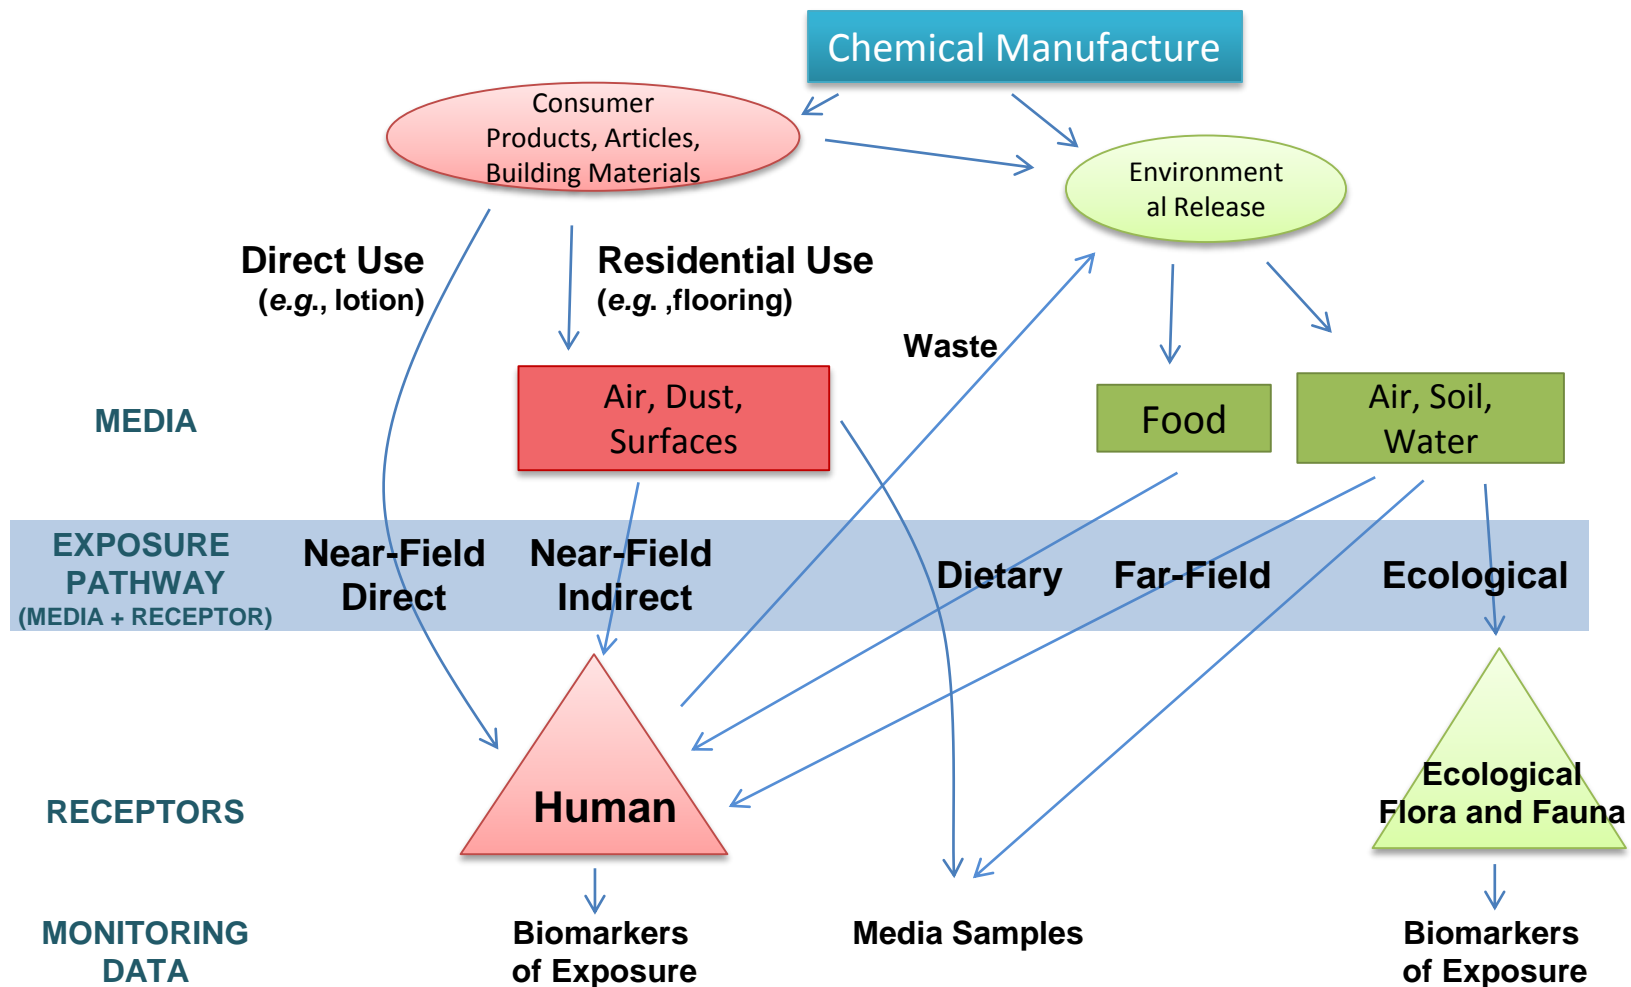 Chemical Manufacture
Consumer
Products, Articles,
Building Materials
Environment
al Release
Direct Use
(e.g., lotion)
Residential Use
(e.g. ,flooring)
Waste
MEDIA
Air, Dust,
Surfaces
Food
Air, Soil,
Water
EXPOSURE
PATHWAY
(MEDIA + RECEPTOR)
Near-Field
Direct
Near-Field
Indirect
Dietary
Far-Field
Ecological
RECEPTORS
Human
Ecological
Flora and Fauna
MONITORING
DATA
Biomarkers
of Exposure
Media Samples
Biomarkers
of Exposure